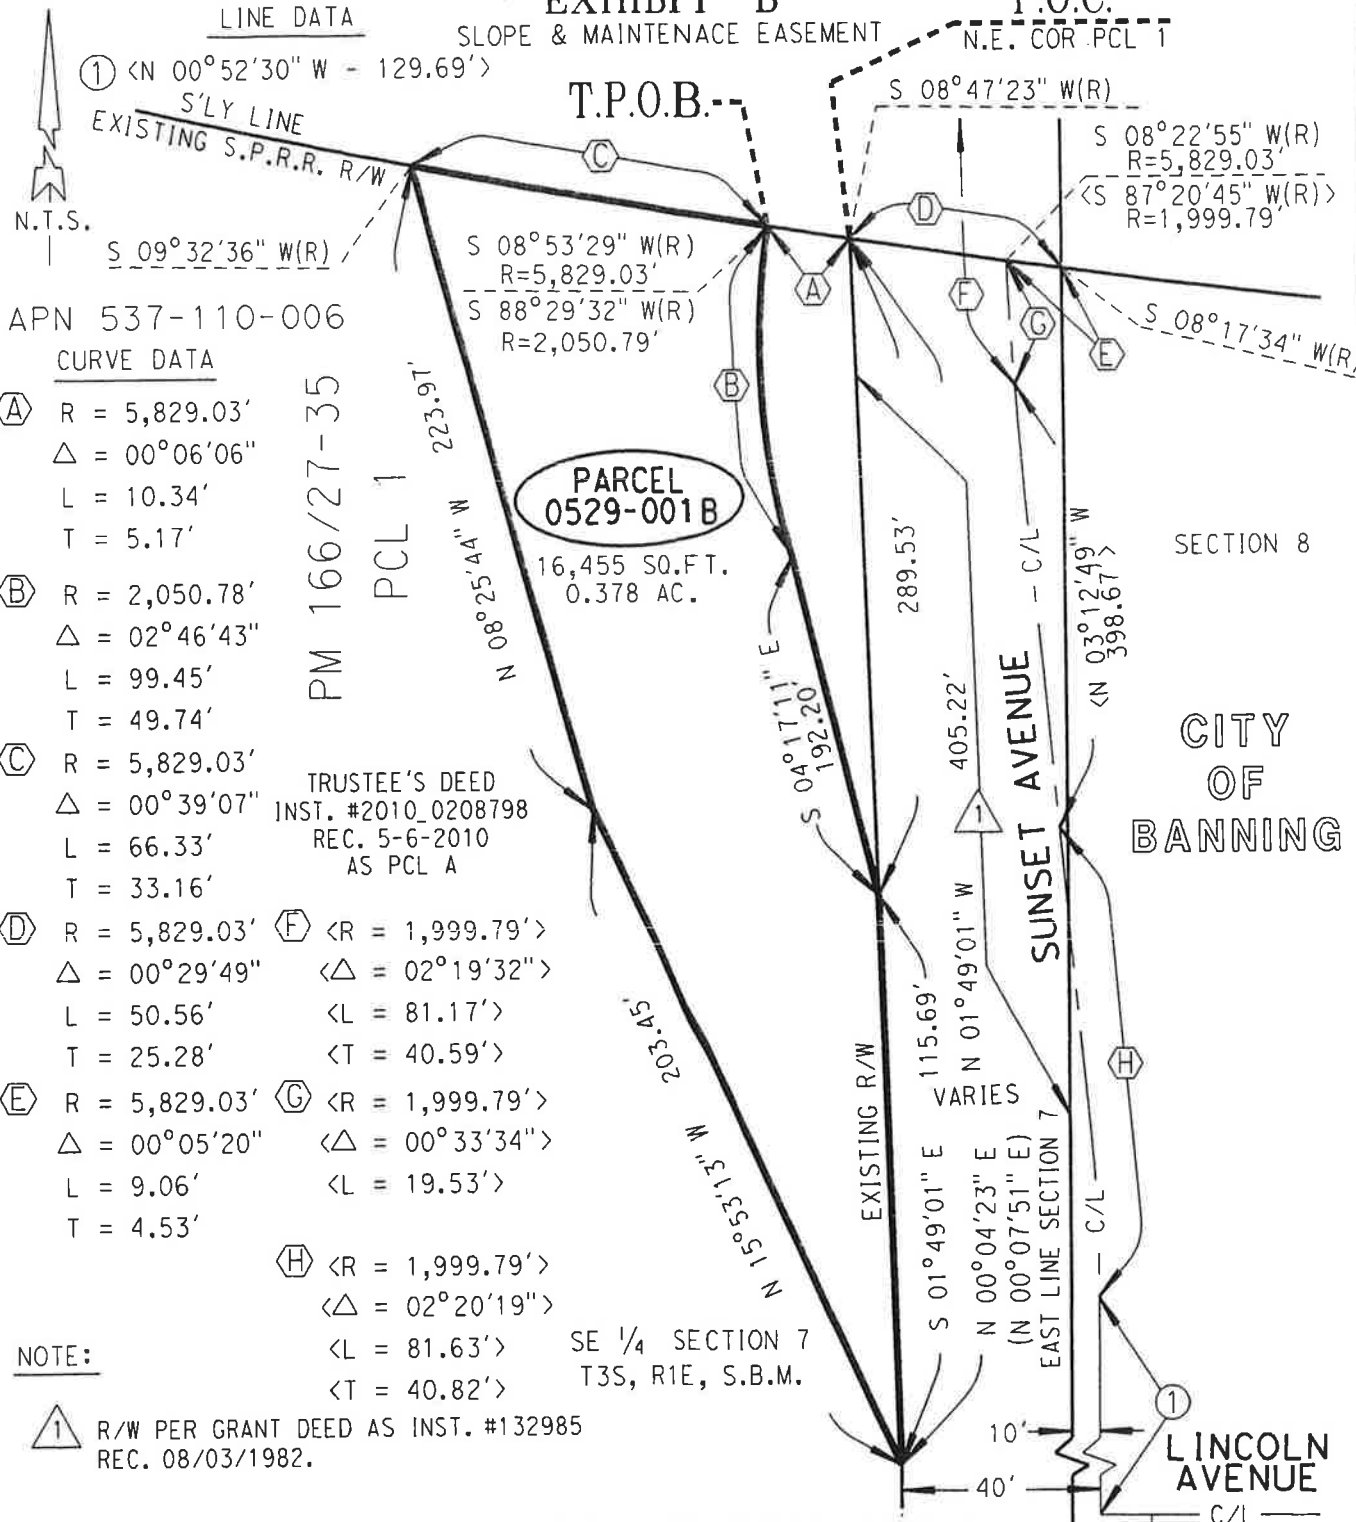 LINE DATA
EXHIBIT "B"
SLOPE & MAINTENACE EASEMENT
P.O.C.
N.E. COR PCL 1
① <N 00°52'30" W - 129.69'>
S'LY LINE
EXISTING S.P.R.R. R/W
N.T.S.
T.P.O.B.
S 08°47'23" W(R)
S 08°22'55" W(R)
R=5,829.03'
<S 87°20'45" W(R)>
R=1,999.79'
S 09°32'36" W(R)
S 08°53'29" W(R)
R=5,829.03'
S 88°29'32" W(R)
R=2,050.79'
S 08°17'34" W(R)
C
D
A
F
G
E
B
APN 537-110-006
CURVE DATA
A R = 5,829.03'
△ = 00°06'06"
L = 10.34'
T = 5.17'
B R = 2,050.78'
△ = 02°46'43"
L = 99.45'
T = 49.74'
C R = 5,829.03'
△ = 00°39'07"
L = 66.33'
T = 33.16'
D R = 5,829.03'
△ = 00°29'49"
L = 50.56'
T = 25.28'
E R = 5,829.03'
△ = 00°05'20"
L = 9.06'
T = 4.53'
F <R = 1,999.79'>
<△ = 02°19'32">
<L = 81.17'>
<T = 40.59'>
G <R = 1,999.79'>
<△ = 00°33'34">
<L = 19.53'>
H <R = 1,999.79'>
<△ = 02°20'19">
<L = 81.63'>
<T = 40.82'>
PM 166/27-35
PCL 1
223.97'
N 08°25'44" W
PARCEL
0529-001B
16,455 SQ.FT.
0.378 AC.
TRUSTEE'S DEED
INST. #2010_0208798
REC. 5-6-2010
AS PCL A
203.45'
N 15°53'13" W
S 04°17'11" E
192.20'
289.53'
405.22'
1
N 01°49'01" W
115.69'
VARIES
EXISTING R/W
S 01°49'01" E
N 00°04'23" E
(N 00°07'51" E)
EAST LINE SECTION 7
SUNSET AVENUE
C/L
C/L
<N 03°12'49" W
398.67'>
SECTION 8
CITY
OF
BANNING
H
SE 1/4 SECTION 7
T3S, R1E, S.B.M.
1
10'
40'
LINCOLN
AVENUE
C/L
NOTE:
1 R/W PER GRANT DEED AS INST. #132985
REC. 08/03/1982.